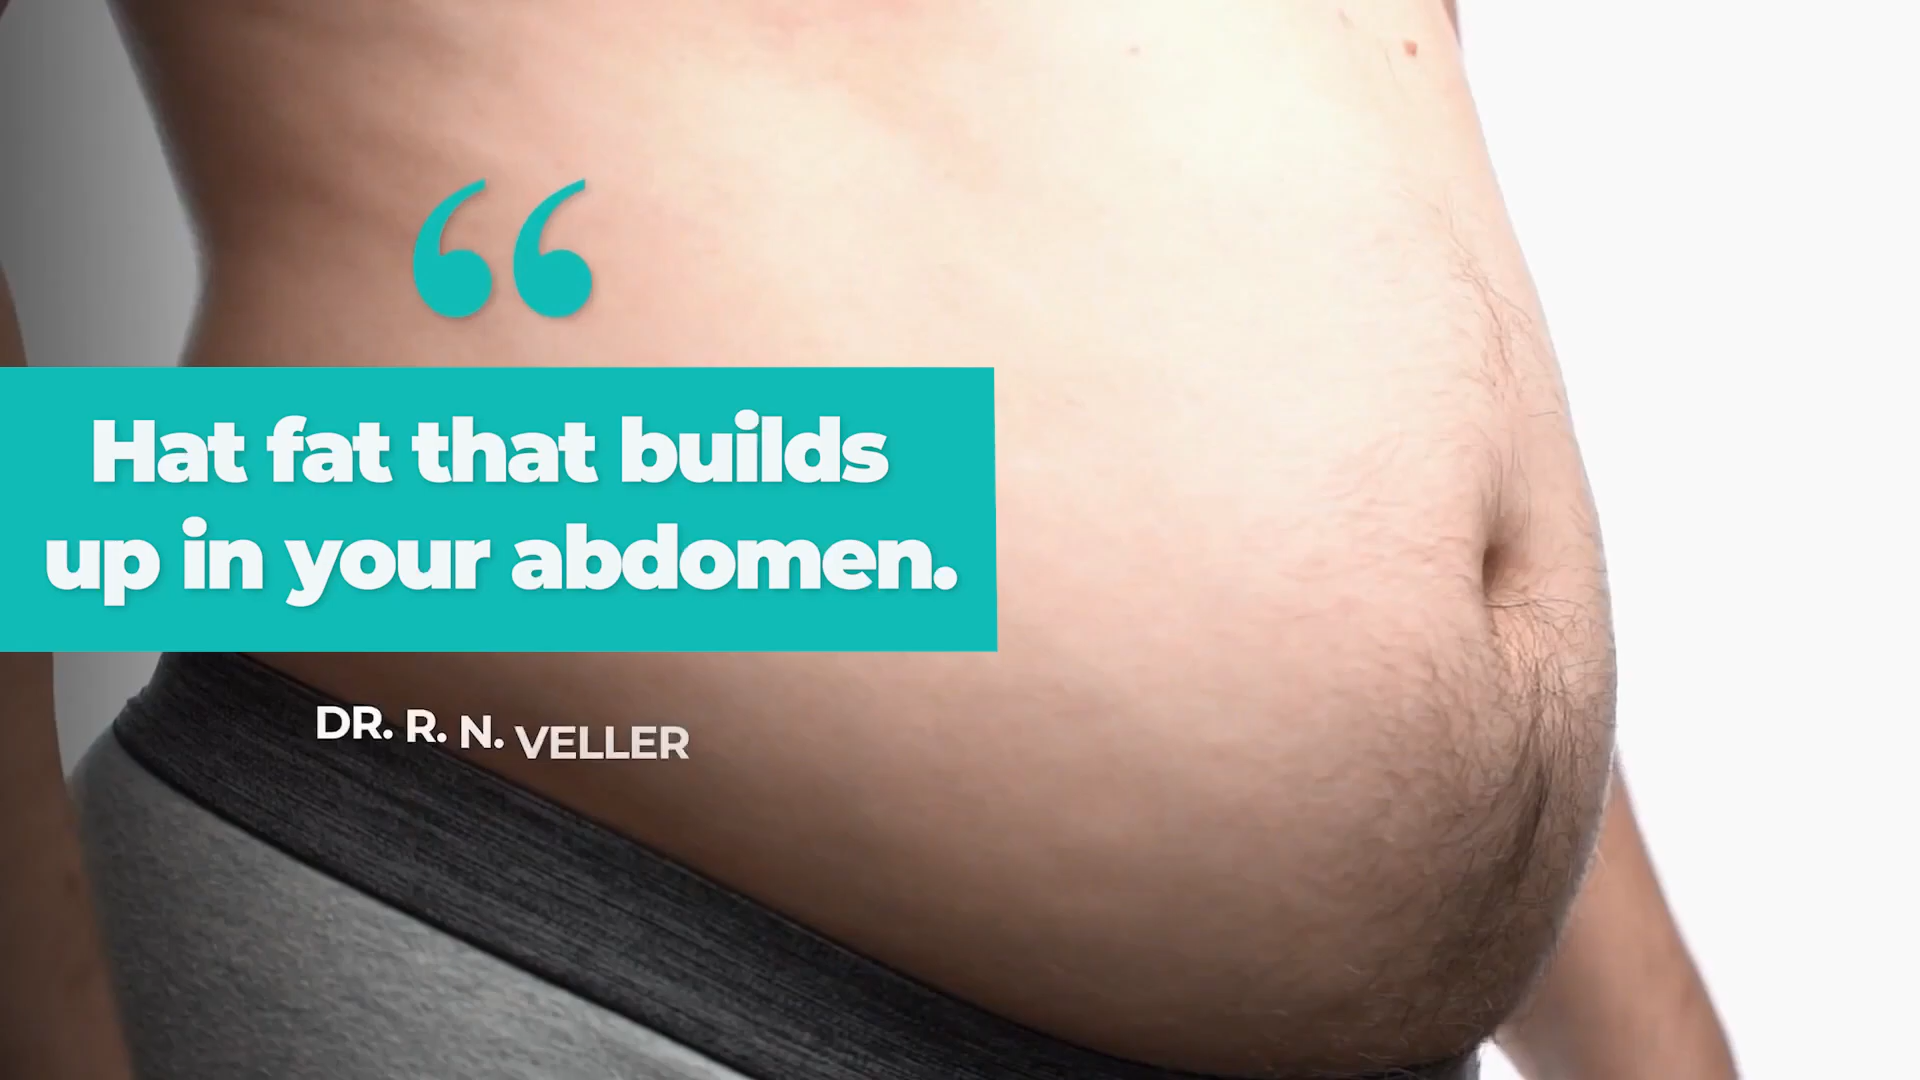 “
Hat fat that builds
up in your abdomen.
DR. R. N. VELLER